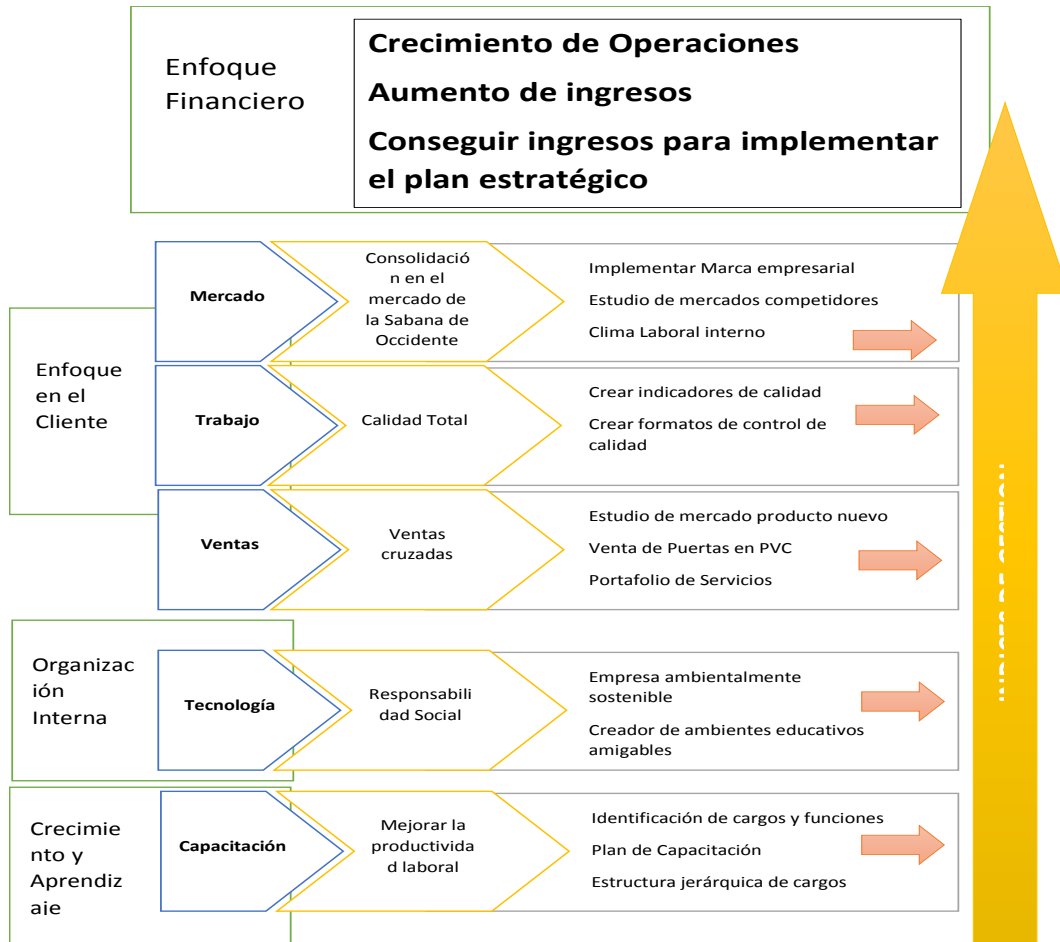 Enfoque
Financiero
Crecimiento de Operaciones
Aumento de ingresos
Conseguir ingresos para implementar
el plan estratégico
Enfoque
en el
Cliente
Mercado
Consolidació
n en el
mercado de
la Sabana de
Occidente
Implementar Marca empresarial
Estudio de mercados competidores
Clima Laboral interno
Trabajo
Calidad Total
Crear indicadores de calidad
Crear formatos de control de
calidad
Ventas
Ventas
cruzadas
Estudio de mercado producto nuevo
Venta de Puertas en PVC
Portafolio de Servicios
Organizac
ión
Interna
Tecnología
Responsabili
dad Social
Empresa ambientalmente
sostenible
Creador de ambientes educativos
amigables
Crecimie
nto y
Aprendiz
aje
Capacitación
Mejorar la
productivida
d laboral
Identificación de cargos y funciones
Plan de Capacitación
Estructura jerárquica de cargos
INDICES DE GESTION